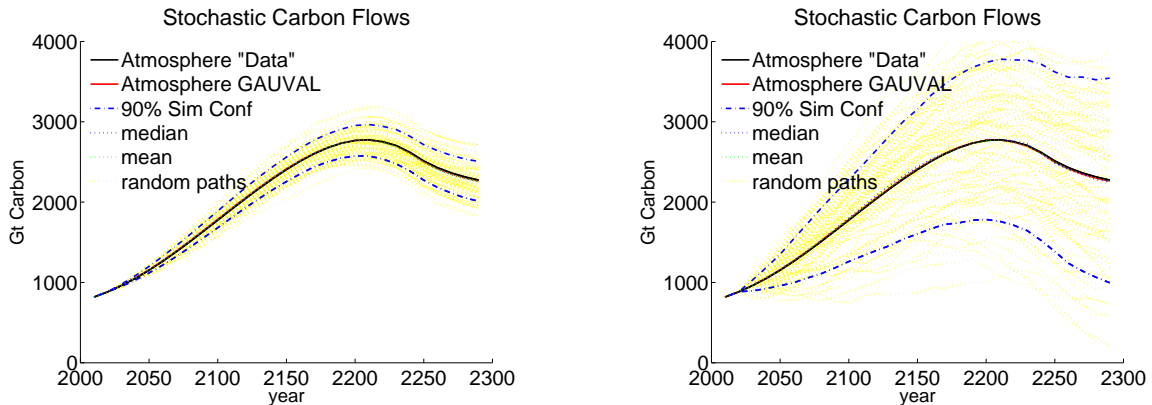 Stochastic Carbon Flows
4000
3000
2000
1000
0
Gt Carbon
Atmosphere "Data"
Atmosphere GAUVAL
90% Sim Conf
median
mean
random paths
2000 2050 2100 2150 2200 2250 2300
year
Stochastic Carbon Flows
4000
3000
2000
1000
0
Gt Carbon
Atmosphere "Data"
Atmosphere GAUVAL
90% Sim Conf
median
mean
random paths
2000 2050 2100 2150 2200 2250 2300
year